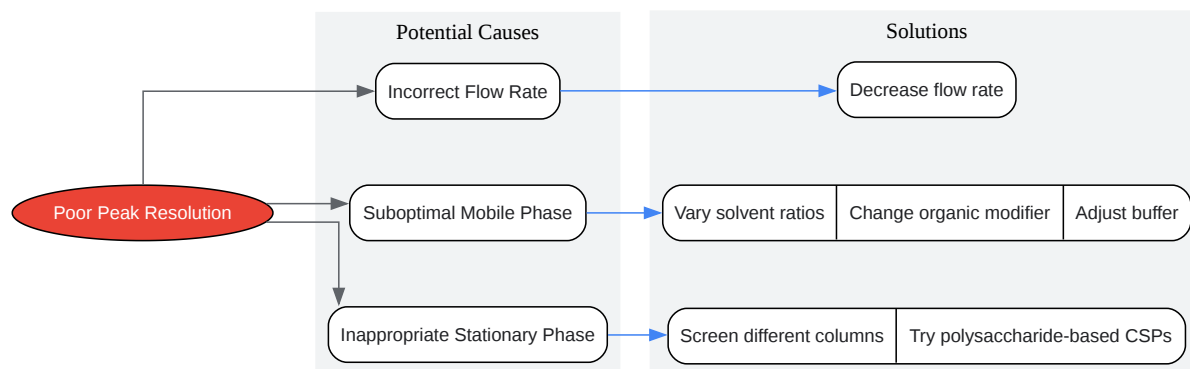 Potential Causes
Solutions
Incorrect Flow Rate
Decrease flow rate
Poor Peak Resolution
Suboptimal Mobile Phase
Vary solvent ratios
Change organic modifier
Adjust buffer
Inappropriate Stationary Phase
Screen different columns
Try polysaccharide-based CSPs